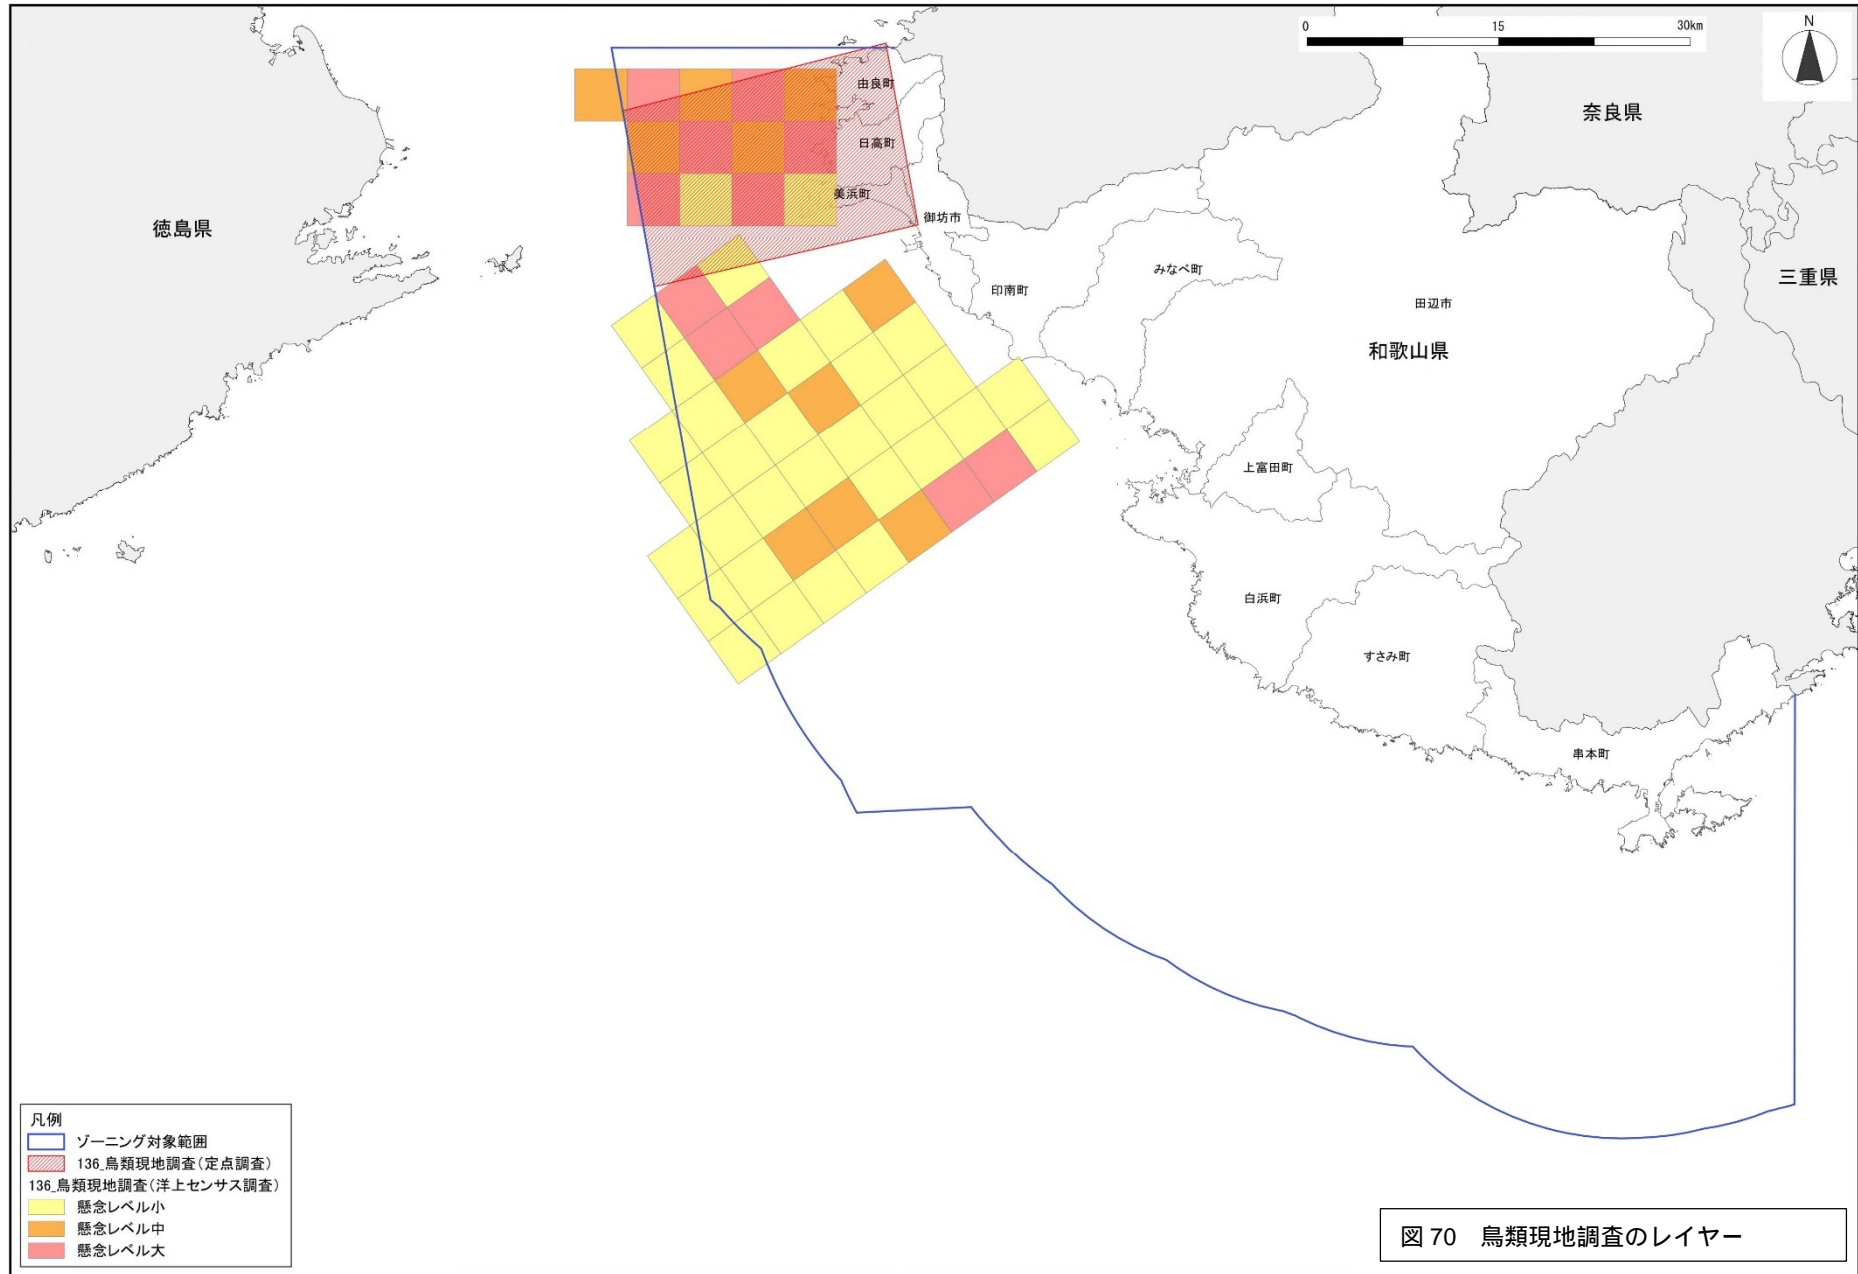 0 15 30km
N
由良町
奈良県
日高町
美浜町
御坊市
徳島県
みなべ町
三重県
印南町
田辺市
和歌山県
上富田町
白浜町
すさみ町
串本町
凡例
ゾーニング対象範囲
136_鳥類現地調査(定点調査)
136_鳥類現地調査(洋上センサス調査)
懸念レベル小
懸念レベル中
懸念レベル大
図 70 鳥類現地調査のレイヤー